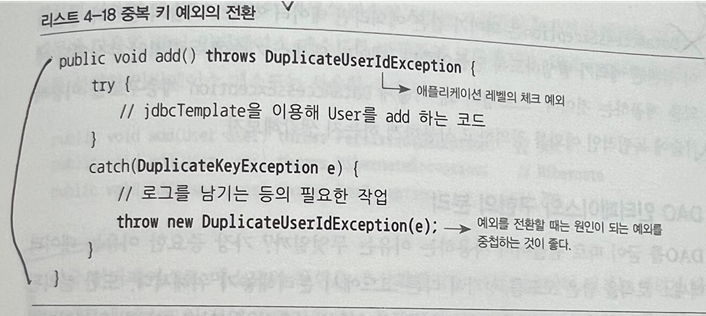 리스트 4-18 중복 키 예외의 전환
public void add() throws DuplicateUserIdException {
애플리케이션 레벨의 체크 예외
try
// jdbcTemplate을 이용해 User를 add 하는 코드
}
catch(DuplicateKeyException e) {
// 로그를 남기는 등의 필요한 작업
throw new DuplicateUserIdException(e);
예외를 전환할 때는 원인이 되는 예외를
중첩하는 것이 좋다.
}
}